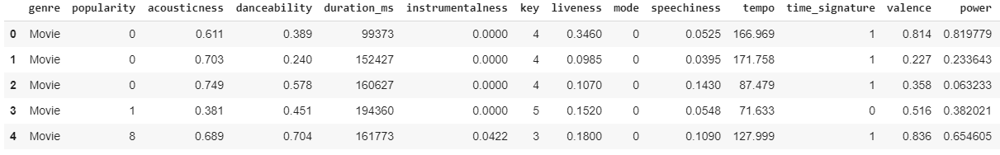 genre popularity acousticness danceability duration_ms instrumentalness key liveness mode speechiness tempo time_signature valence power
0 Movie 0 0.611 0.389 99373 0.0000 4 0.3460 0 0.0525 166.969 1 0.814 0.819779
1 Movie 0 0.703 0.240 152427 0.0000 4 0.0985 0 0.0395 171.758 1 0.227 0.233643
2 Movie 0 0.749 0.578 160627 0.0000 4 0.1070 0 0.1430 87.479 1 0.358 0.063233
3 Movie 1 0.381 0.451 194360 0.0000 5 0.1520 0 0.0548 71.633 0 0.516 0.382021
4 Movie 8 0.689 0.704 161773 0.0422 3 0.1800 0 0.1090 127.999 1 0.836 0.654605